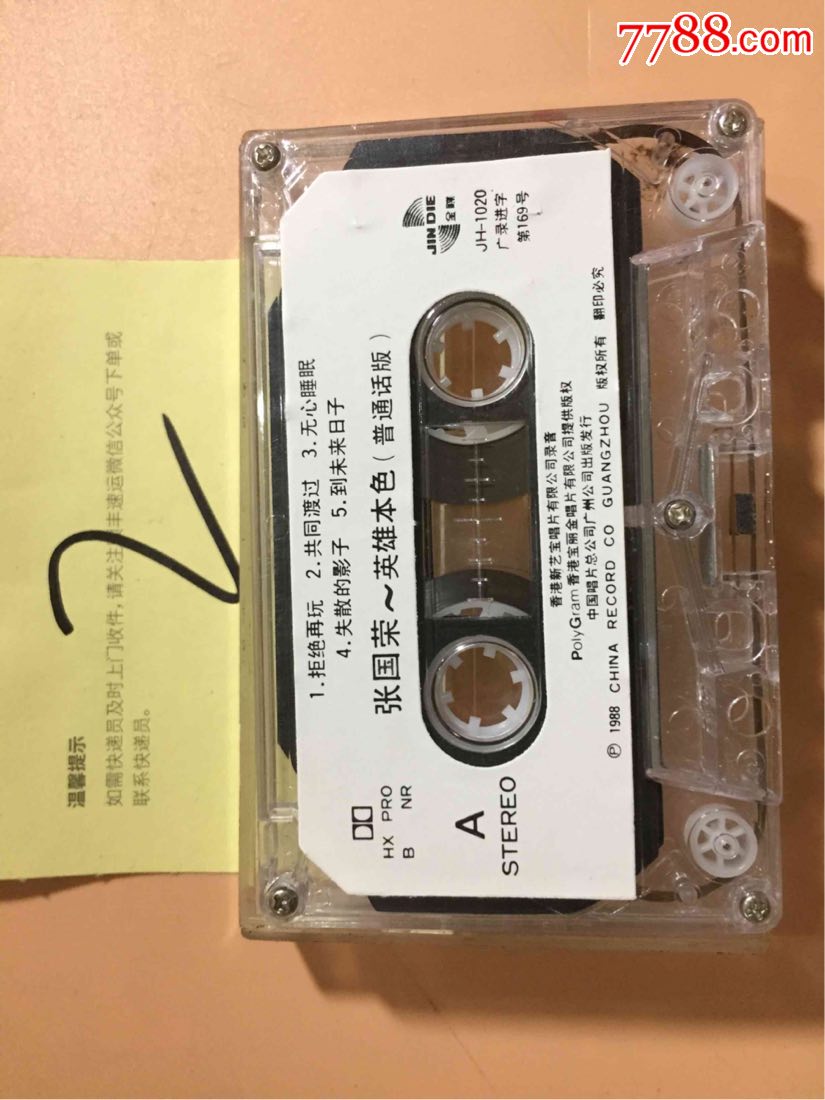 7788.com
温馨提示
如需快递员及时上门收件,请关注 丰速运微信公众号下单或
联系快递员。
2
1.拒绝再玩 2.共同渡过 3.无心睡眠
4.失散的影子 5.到未来日子
张国荣～英雄本色(普通话版)
JIN DIE
金碟
JH-1020
广录进字
第169号
HX PRO
B NR
A
STEREO
香港新艺宝唱片有限公司录音
PolyGram香港宝丽金唱片有限公司提供版权
中国唱片总公司广州公司出版发行
℗ 1988 CHINA RECORD CO GUANGZHOU 版权所有 翻印必究